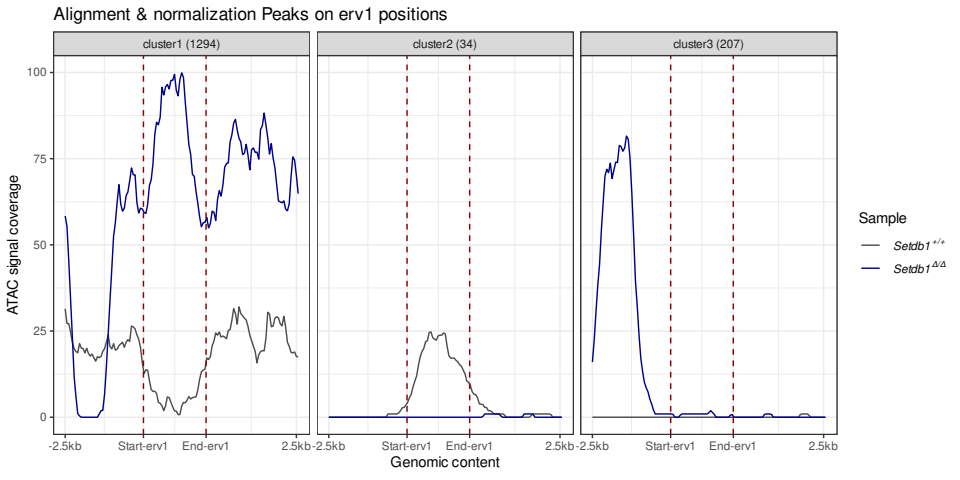 Alignment & normalization Peaks on erv1 positions
cluster1 (1294)
cluster2 (34)
cluster3 (207)
ATAC signal coverage
100
75
50
25
0
-2.5kb
Start-erv1
End-erv1
2.5kb
-2.5kb
Start-erv1
End-erv1
2.5kb
-2.5kb
Start-erv1
End-erv1
2.5kb
Genomic content
Sample
Setdb1+/+
Setdb1Δ/Δ